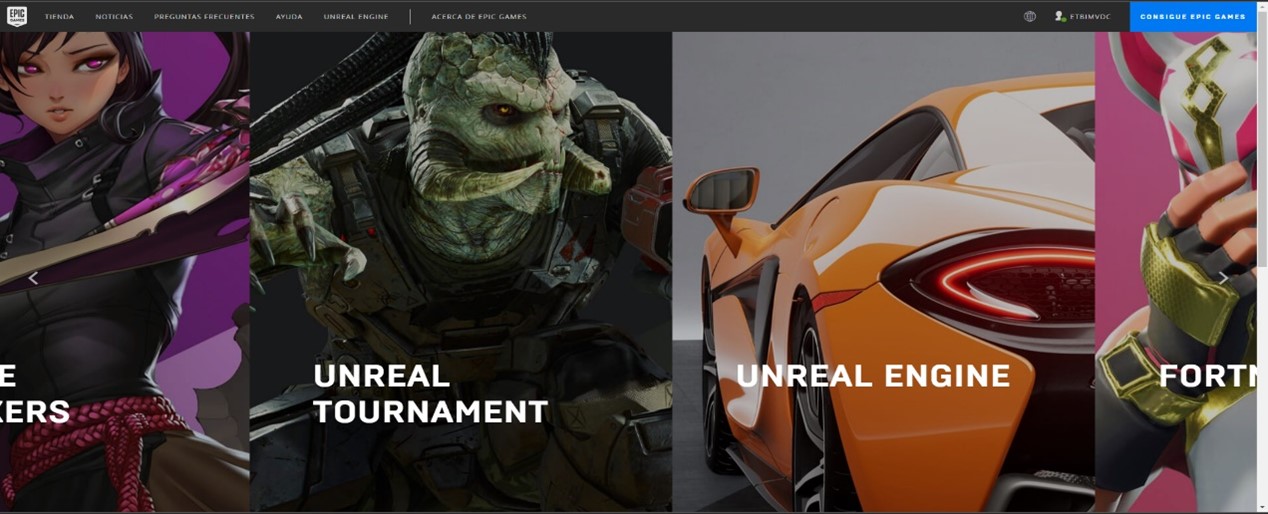 EPIC GAMES
TIENDA NOTICIAS PREGUNTAS FRECUENTES AYUDA UNREAL ENGINE ACERCA DE EPIC GAMES ETBIMVDC CONSIGUE EPIC GAMES
E
KERS
UNREAL
TOURNAMENT
UNREAL ENGINE
FORTN